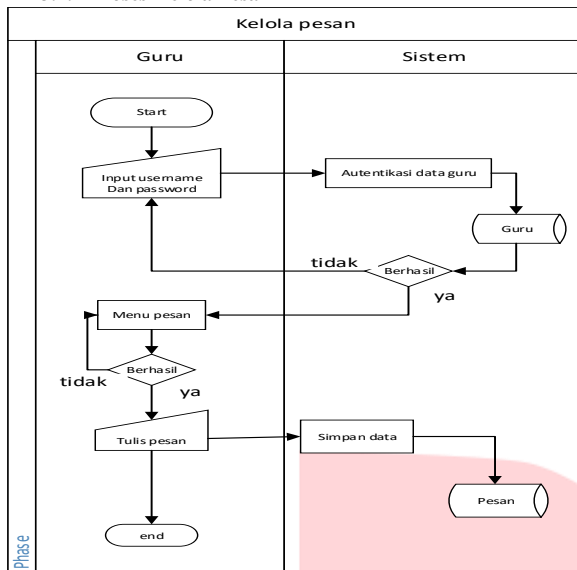 Kelola pesan
Guru
Sistem
Start
Input username
Dan password
Autentikasi data guru
Guru
tidak
Berhasil
ya
Menu pesan
Berhasil
tidak
ya
Tulis pesan
Simpan data
Pesan
end
Phase